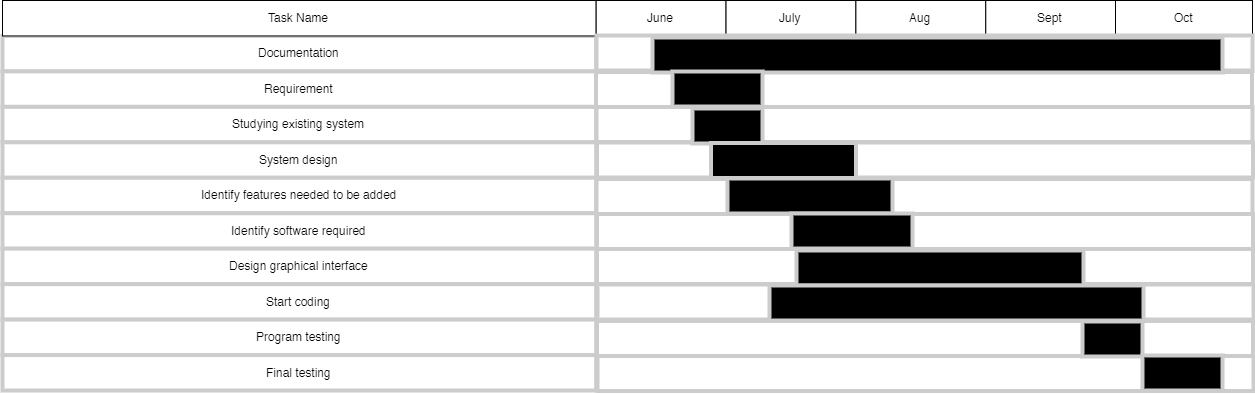 Task Name June July Aug Sept Oct
Documentation
Requirement
Studying existing system
System design
Identify features needed to be added
Identify software required
Design graphical interface
Start coding
Program testing
Final testing